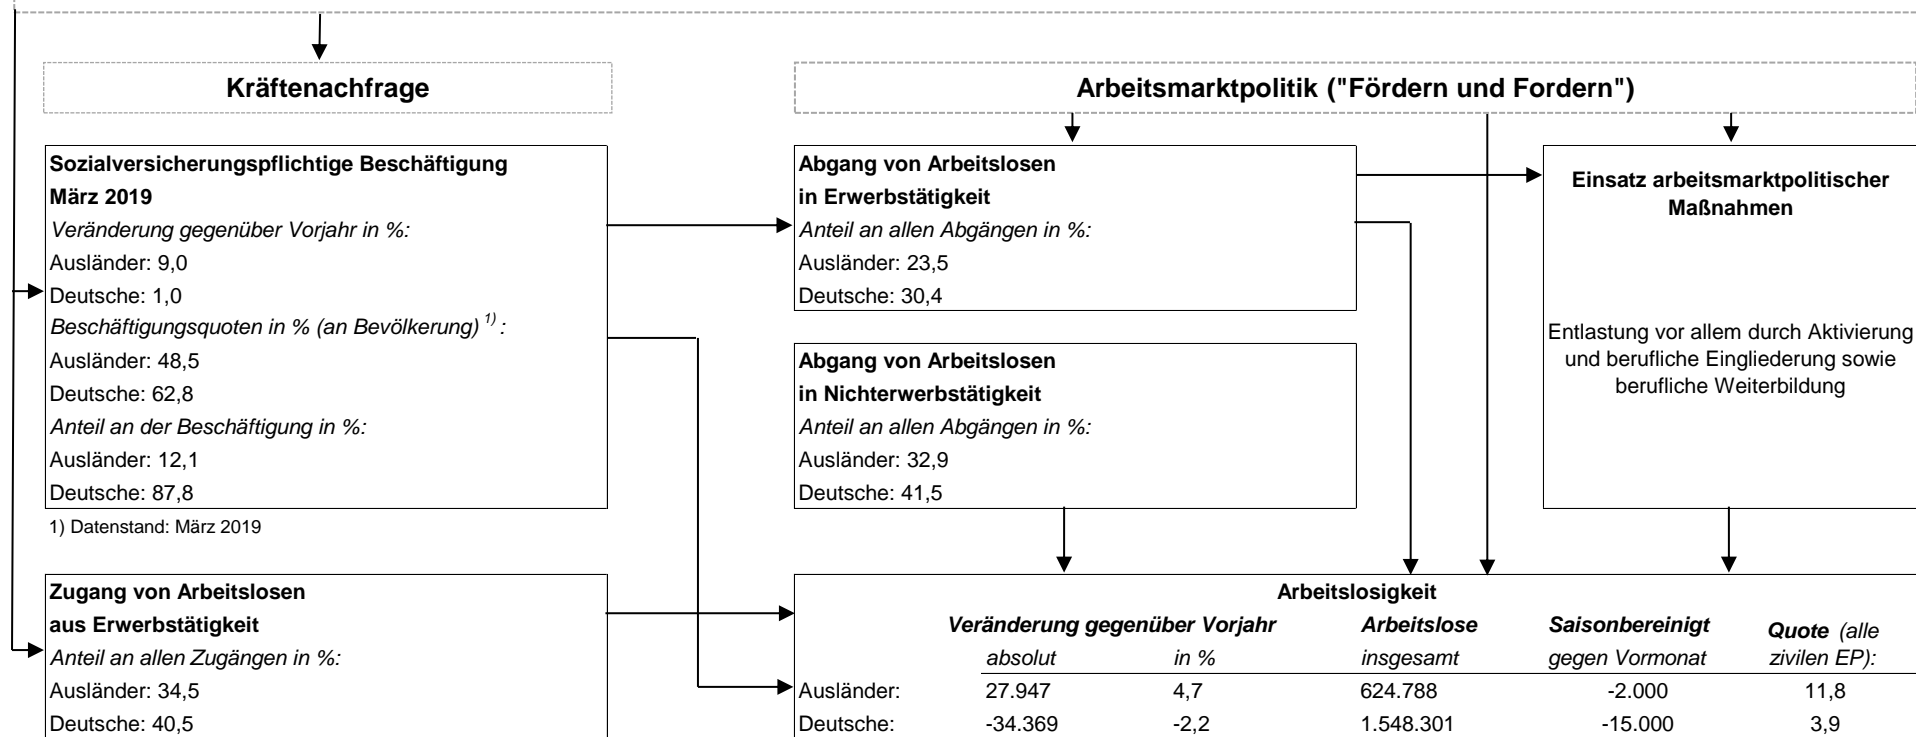 Kräftenachfrage
Arbeitsmarktpolitik ("Fördern und Fordern")
Sozialversicherungspflichtige Beschäftigung
März 2019
Veränderung gegenüber Vorjahr in %:
Ausländer: 9,0
Deutsche: 1,0
Beschäftigungsquoten in % (an Bevölkerung) 1) :
Ausländer: 48,5
Deutsche: 62,8
Anteil an der Beschäftigung in %:
Ausländer: 12,1
Deutsche: 87,8
1) Datenstand: März 2019
Abgang von Arbeitslosen
in Erwerbstätigkeit
Anteil an allen Abgängen in %:
Ausländer: 23,5
Deutsche: 30,4
Abgang von Arbeitslosen
in Nichterwerbstätigkeit
Anteil an allen Abgängen in %:
Ausländer: 32,9
Deutsche: 41,5
Einsatz arbeitsmarktpolitischer
Maßnahmen
Entlastung vor allem durch Aktivierung
und berufliche Eingliederung sowie
berufliche Weiterbildung
Zugang von Arbeitslosen
aus Erwerbstätigkeit
Anteil an allen Zugängen in %:
Ausländer: 34,5
Deutsche: 40,5
Arbeitslosigkeit
Veränderung gegenüber Vorjahr Arbeitslose Saisonbereinigt Quote (alle
absolut in % insgesamt gegen Vormonat zivilen EP):
Ausländer: 27.947 4,7 624.788 -2.000 11,8
Deutsche: -34.369 -2,2 1.548.301 -15.000 3,9